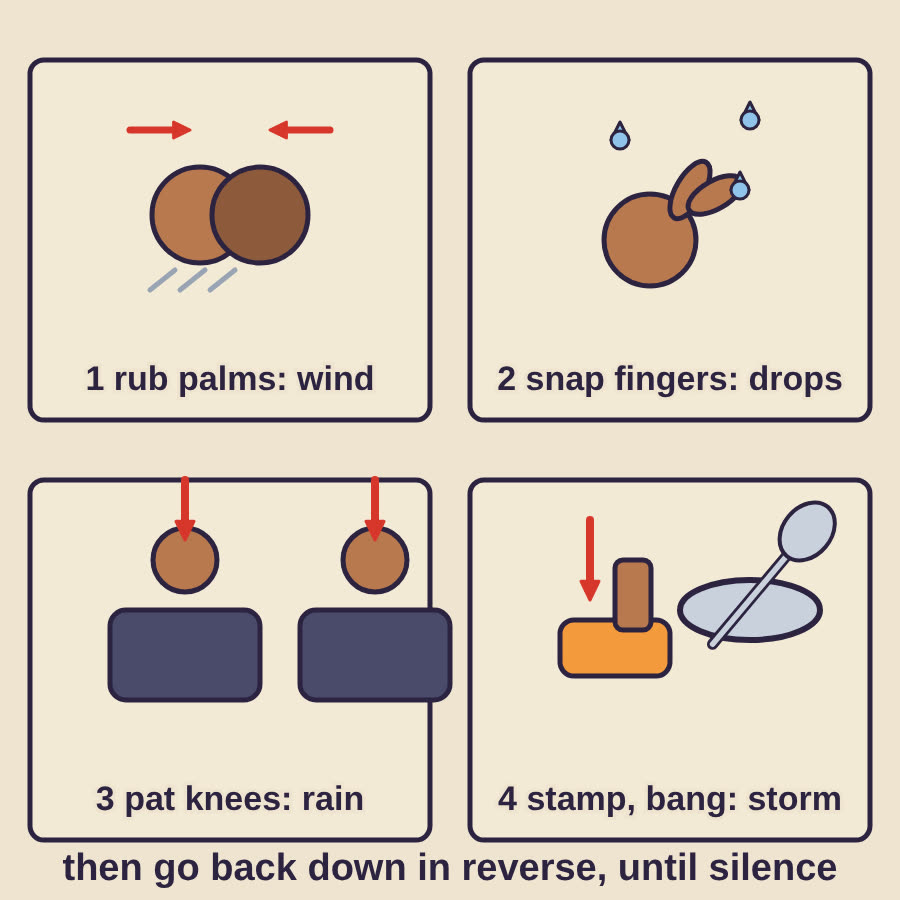 1 rub palms: wind
2 snap fingers: drops
3 pat knees: rain
4 stamp, bang: storm
then go back down in reverse, until silence